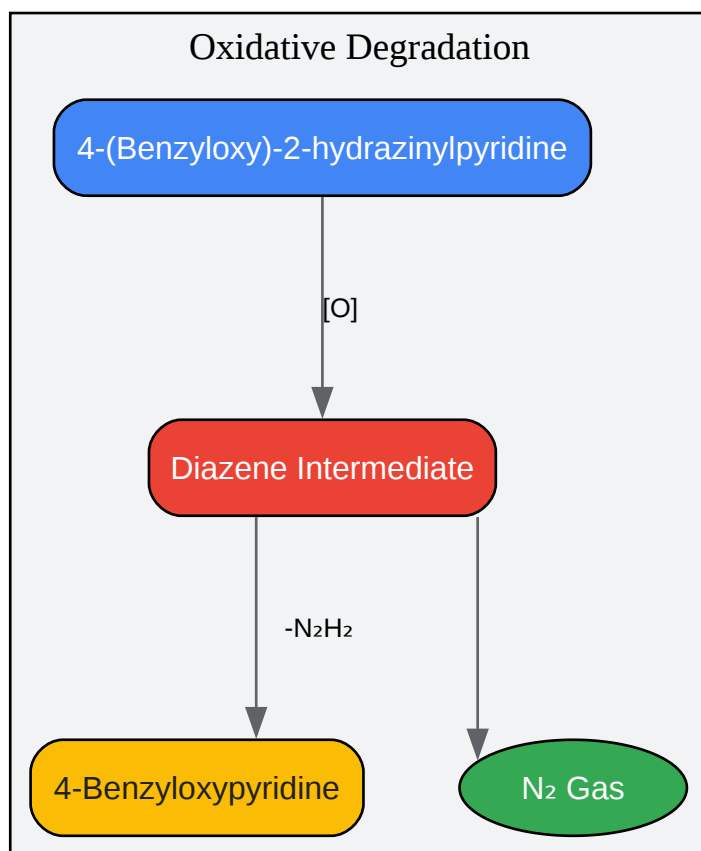 Oxidative Degradation
4-(Benzyloxy)-2-hydrazinylpyridine
[O]
Diazene Intermediate
-N₂H₂
4-Benzyloxypyridine
N₂ Gas